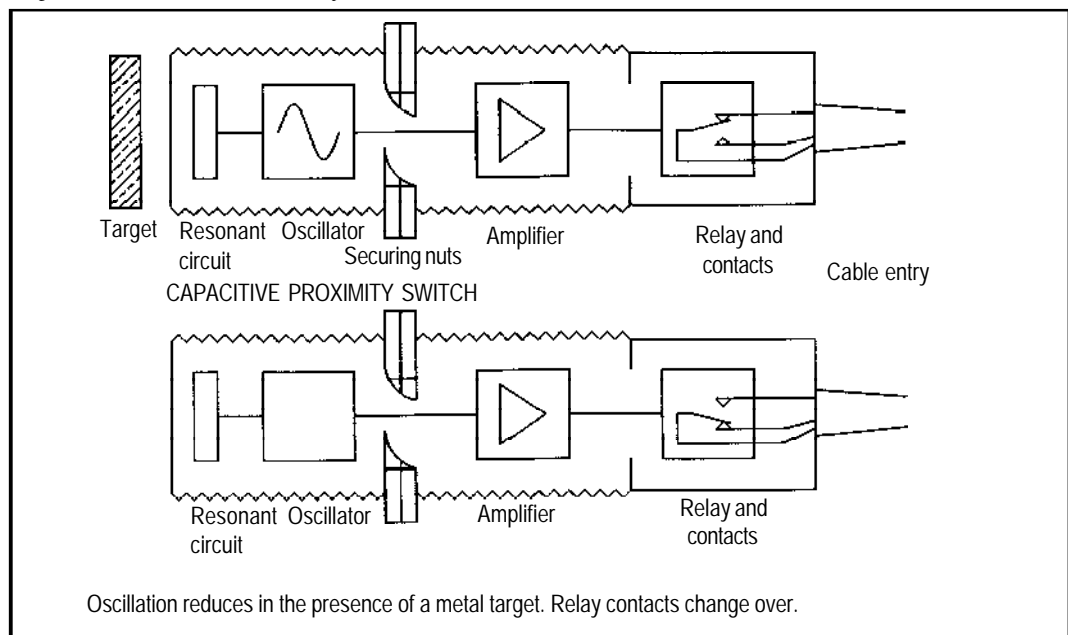 Target
Resonant
circuit
Oscillator
Securing nuts
Amplifier
Relay and
contacts
Cable entry
CAPACITIVE PROXIMITY SWITCH
Resonant
circuit
Oscillator
Amplifier
Relay and
contacts
Oscillation reduces in the presence of a metal target. Relay contacts change over.